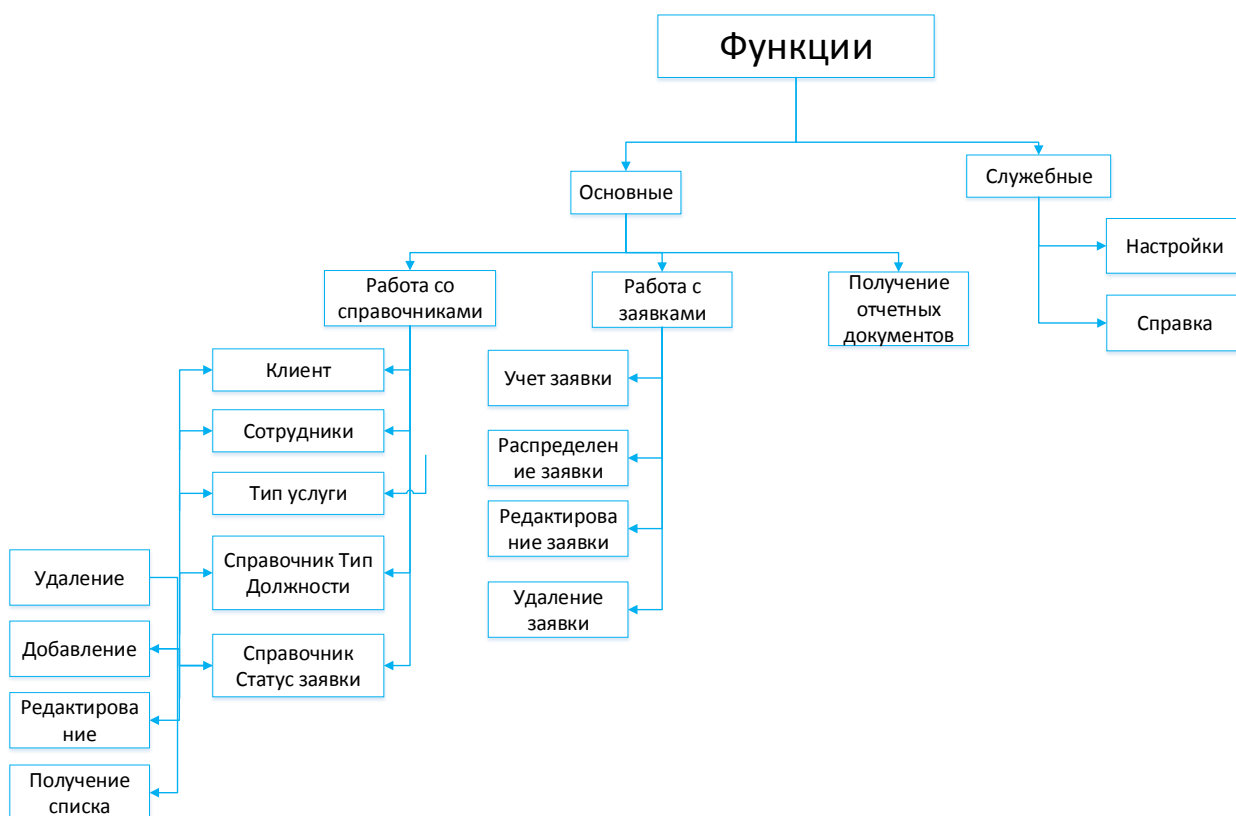 Функции
Основные
Служебные
Настройки
Справка
Работа со
справочниками
Работа с
заявками
Получение
отчетных
документов
Клиент
Сотрудники
Тип услуги
Справочник Тип
Должности
Справочник
Статус заявки
Учет заявки
Распределен
ие заявки
Редактирова
ние заявки
Удаление
заявки
Удаление
Добавление
Редактирова
ние
Получение
списка